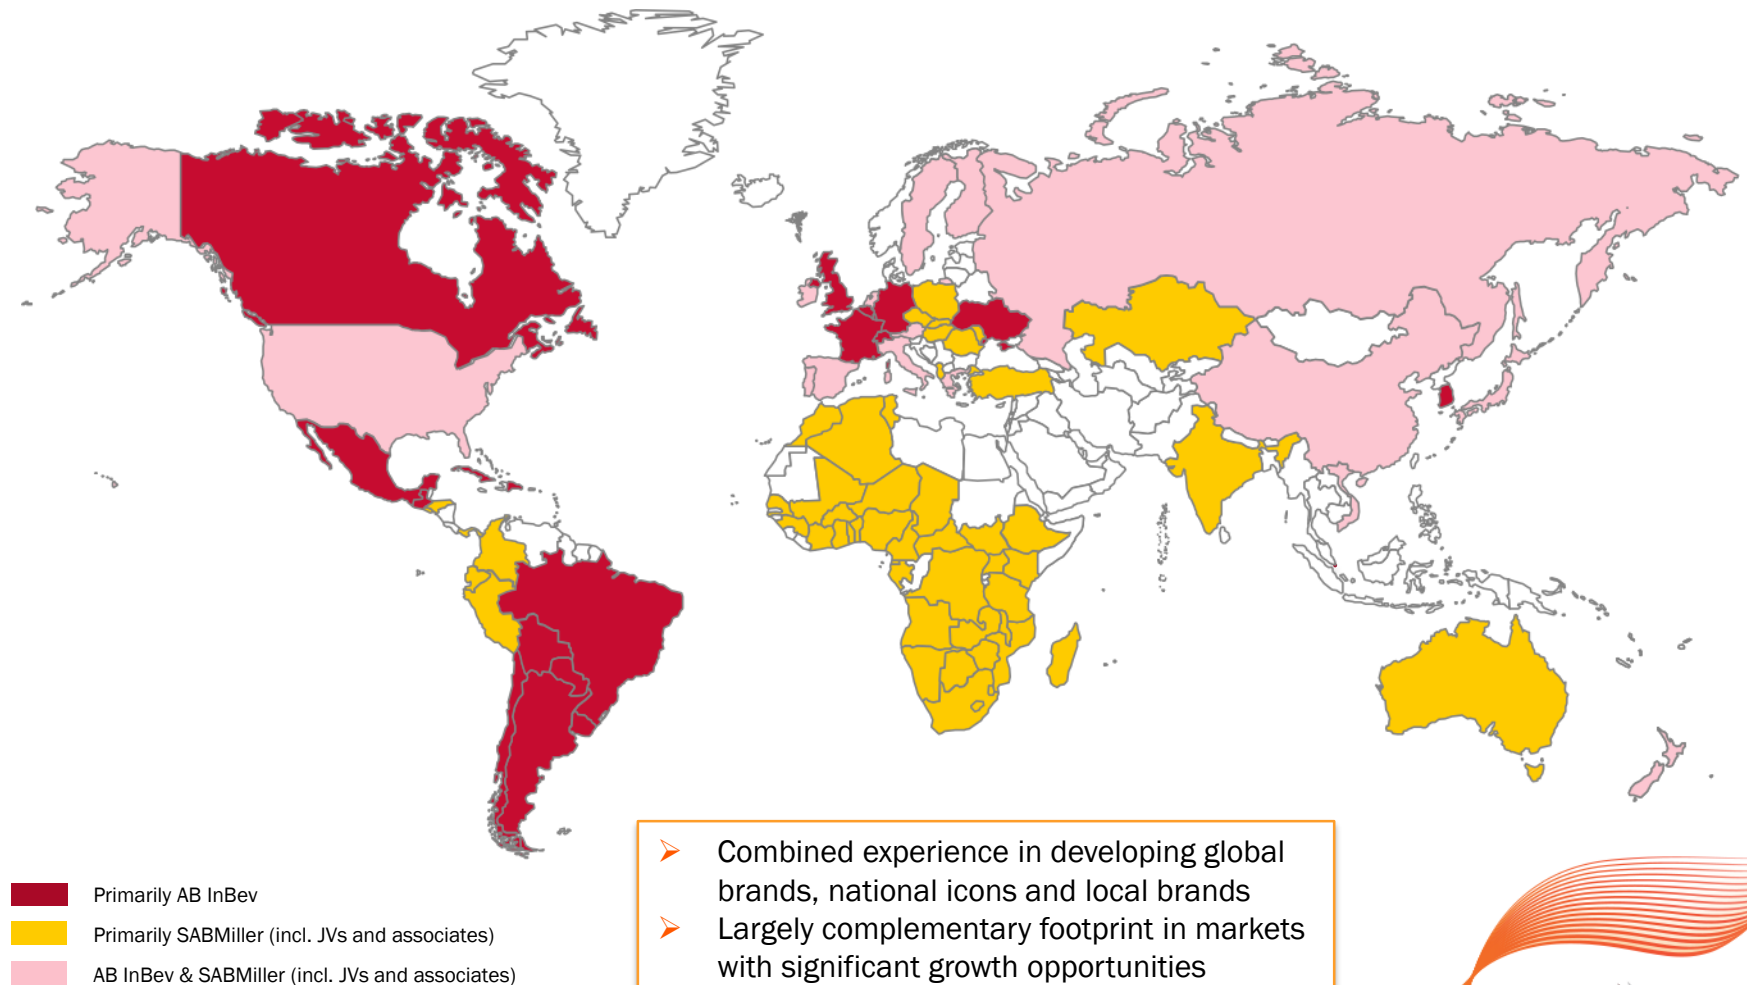 Primarily AB InBev
Primarily SABMiller (incl. JVs and associates)
AB InBev & SABMiller (incl. JVs and associates)
➢ Combined experience in developing global
brands, national icons and local brands
➢ Largely complementary footprint in markets
with significant growth opportunities